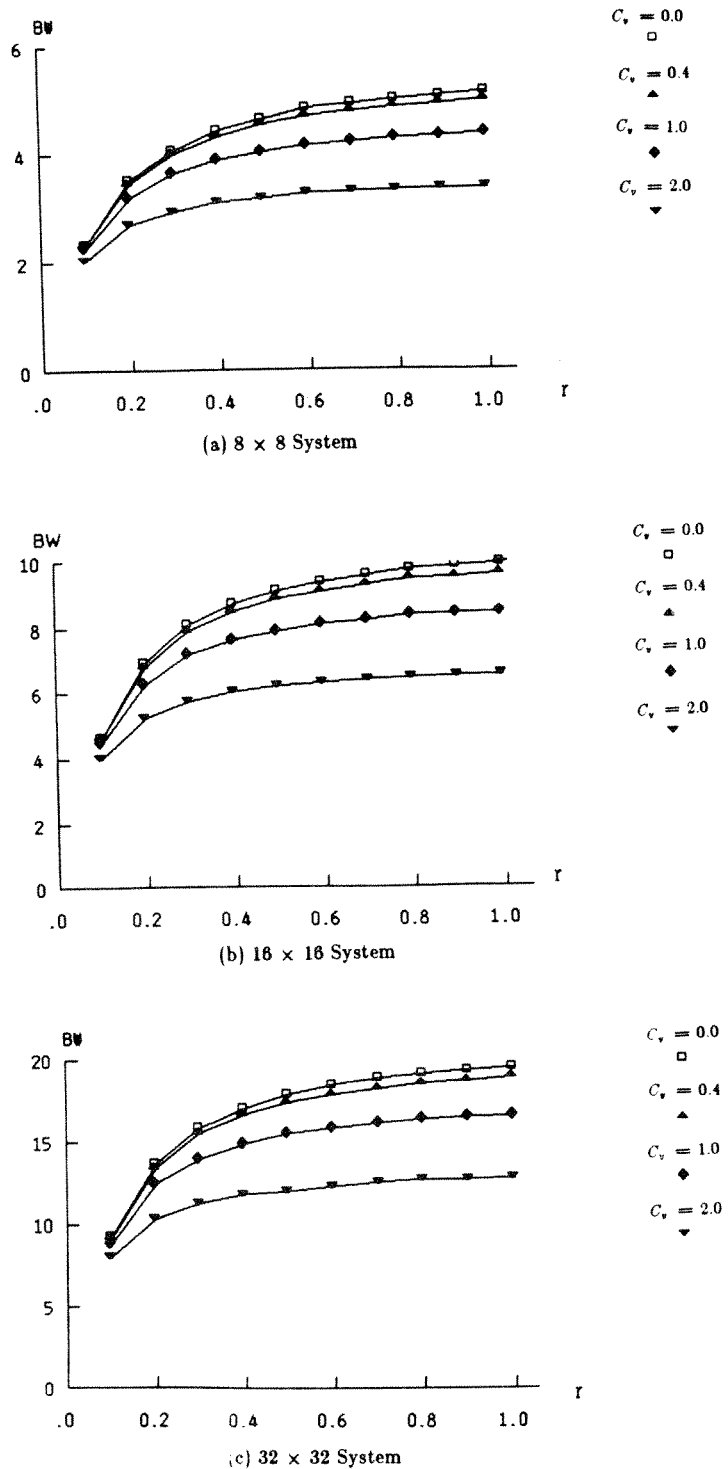 BW
6
4
2
0
.0 0.2 0.4 0.6 0.8 1.0 r
C_v = 0.0
C_v = 0.4
C_v = 1.0
C_v = 2.0
(a) 8 × 8 System
BW
10
8
6
4
2
0
.0 0.2 0.4 0.6 0.8 1.0 r
C_v = 0.0
C_v = 0.4
C_v = 1.0
C_v = 2.0
(b) 16 × 16 System
BW
20
15
10
5
0
.0 0.2 0.4 0.6 0.8 1.0 r
C_v = 0.0
C_v = 0.4
C_v = 1.0
C_v = 2.0
(c) 32 × 32 System